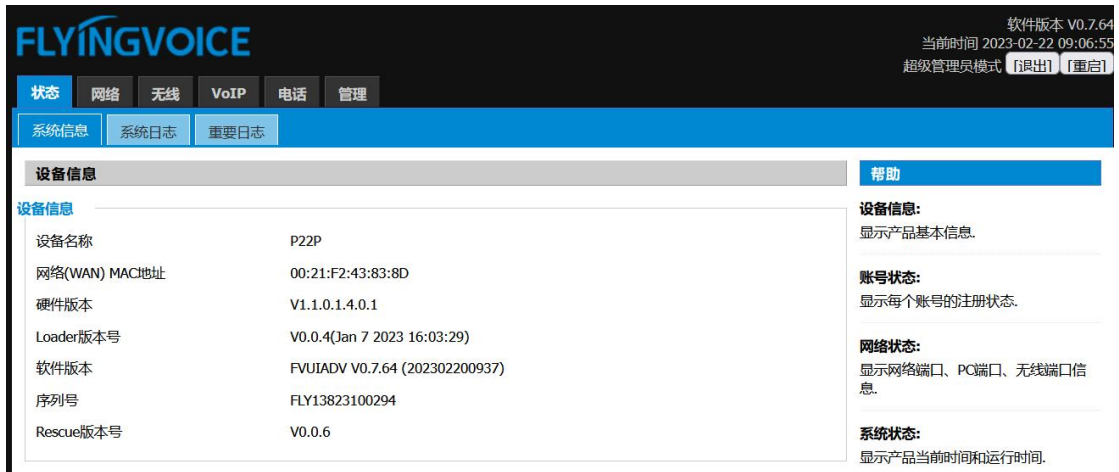 FLYINGVOICE
软件版本 V0.7.64
当前时间 2023-02-22 09:06:55
超级管理员模式 [退出] [重启]
状态 网络 无线 VoIP 电话 管理
系统信息 系统日志 重要日志
设备信息
设备信息
设备名称 P22P
网络(WAN) MAC地址 00:21:F2:43:83:8D
硬件版本 V1.1.0.1.4.0.1
Loader版本号 V0.0.4(Jan 7 2023 16:03:29)
软件版本 FVUIADV V0.7.64 (202302200937)
序列号 FLY13823100294
Rescue版本号 V0.0.6
帮助
设备信息:
显示产品基本信息.
账号状态:
显示每个账号的注册状态.
网络状态:
显示网络端口、PC端口、无线端口信
息.
系统状态:
显示产品当前时间和运行时间.